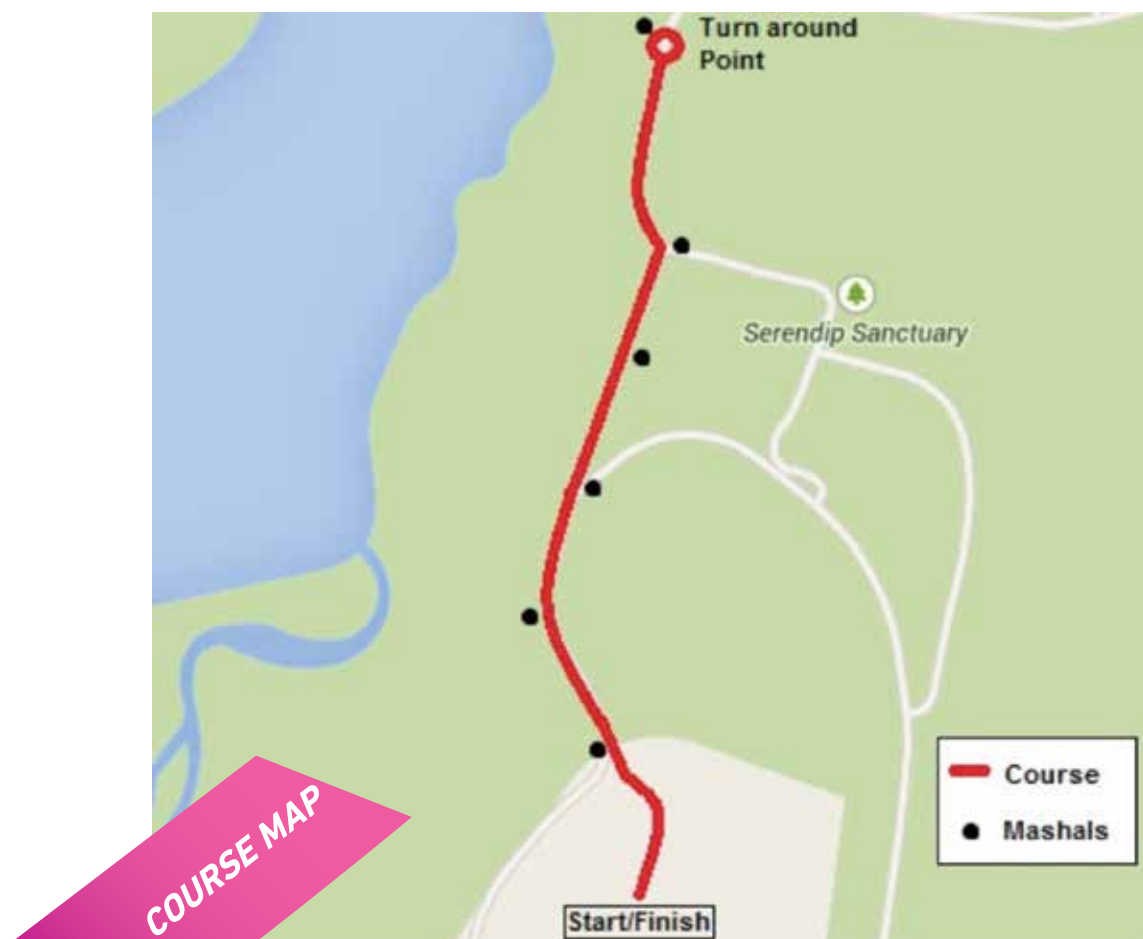 Turn around
Point
Serendip Sanctuary
Course
Mashals
COURSE MAP
Start/Finish